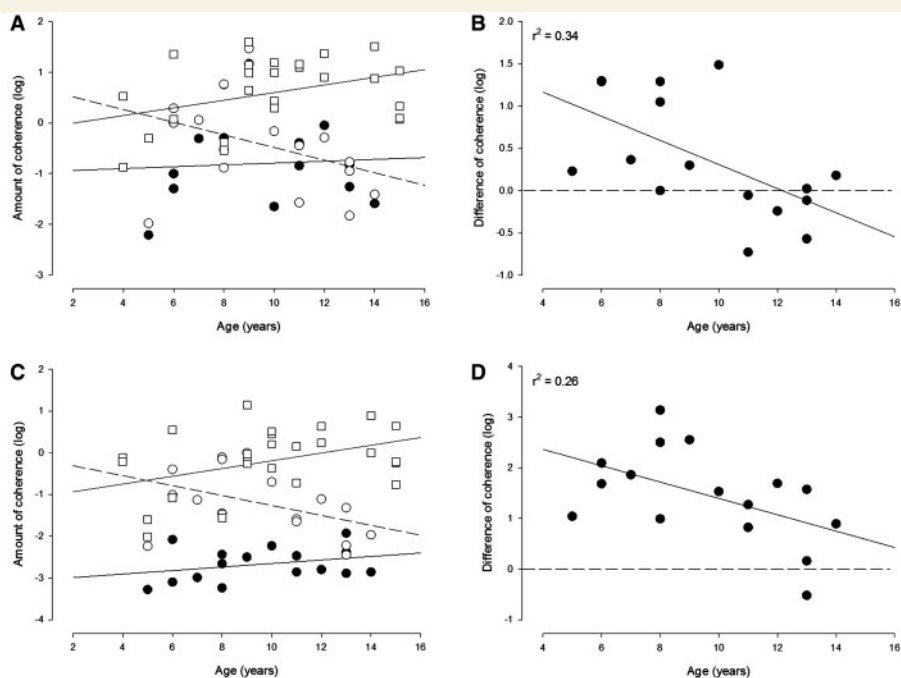 A
2
1
0
-1
-2
-3
Amount of coherence (log)
2 4 6 8 10 12 14 16
Age (years)
B
r² = 0.34
2.0
1.5
1.0
0.5
0.0
0.5
1.0
Difference of coherence (log)
4 6 8 10 12 14 16
Age (years)
C
2
1
0
-1
-2
-3
-4
Amount of coherence (log)
2 4 6 8 10 12 14 16
Age (years)
D
r² = 0.26
4
3
2
1
0
-1
Difference of coherence (log)
4 6 8 10 12 14 16
Age (years)